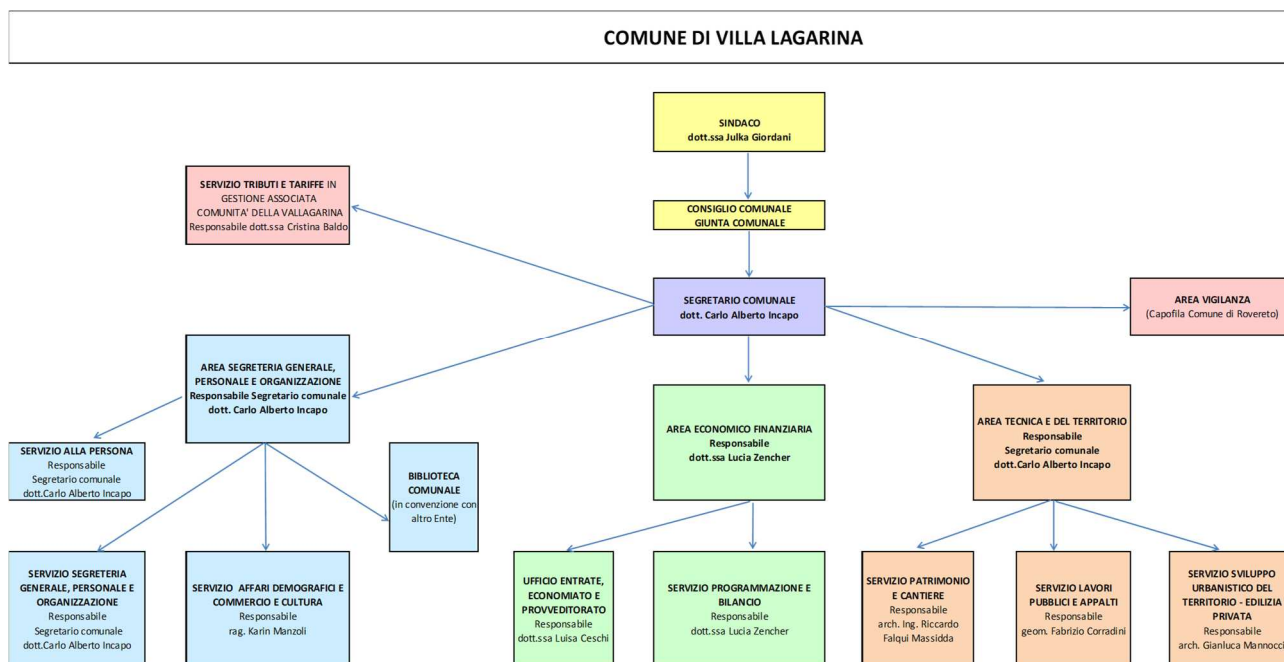 COMUNE DI VILLA LAGARINA
SINDACO
dott.ssa Julka Giordani
SERVIZIO TRIBUTI E TARIFFE IN
GESTIONE ASSOCIATA
COMUNITA' DELLA VALLAGARINA
Responsabile dott.ssa Cristina Baldo
CONSIGLIO COMUNALE
GIUNTA COMUNALE
SEGRETARIO COMUNALE
dott. Carlo Alberto Incapo
AREA VIGILANZA
(Capofila Comune di Rovereto)
AREA SEGRETERIA GENERALE,
PERSONALE E ORGANIZZAZIONE
Responsabile Segretario comunale
dott. Carlo Alberto Incapo
AREA ECONOMICO FINANZIARIA
Responsabile
dott.ssa Lucia Zencher
AREA TECNICA E DEL TERRITORIO
Responsabile
Segretario comunale
dott.Carlo Alberto Incapo
SERVIZIO ALLA PERSONA
Responsabile
Segretario comunale
dott.Carlo Alberto Incapo
BIBLIOTECA
COMUNALE
(in convenzione con
altro Ente)
SERVIZIO SEGRETERIA
GENERALE, PERSONALE E
ORGANIZZAZIONE
Responsabile
Segretario comunale
dott.Carlo Alberto Incapo
SERVIZIO AFFARI DEMOGRAFICI E
COMMERCIO E CULTURA
Responsabile
rag. Karin Manzoli
UFFICIO ENTRATE,
ECONOMIATO E
PROVVEDITORATO
Responsabile
dott.ssa Luisa Ceschi
SERVIZIO PROGRAMMAZIONE E
BILANCIO
Responsabile
dott.ssa Lucia Zencher
SERVIZIO PATRIMONIO
E CANTIERE
Responsabile
arch. Ing. Riccardo
Falqui Massidda
SERVIZIO LAVORI
PUBBLICI E APPALTI
Responsabile
geom. Fabrizio Corradini
SERVIZIO SVILUPPO
URBANISTICO DEL
TERRITORIO - EDILIZIA
PRIVATA
Responsabile
arch. Gianluca Mannocci